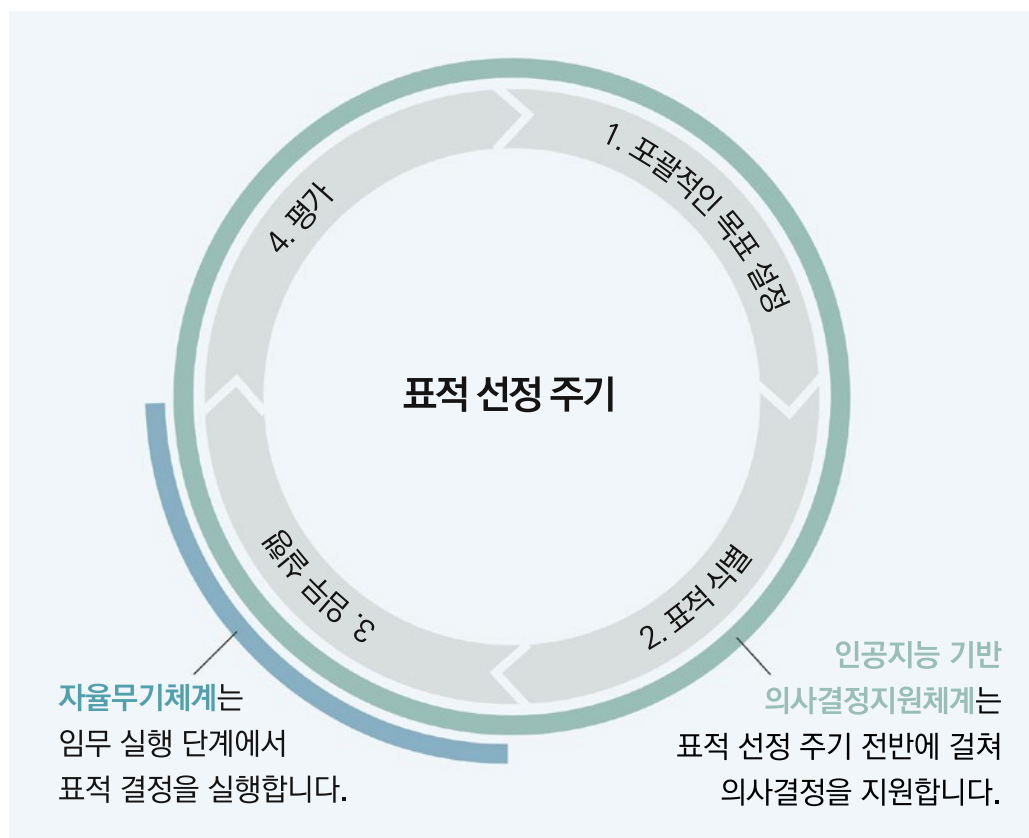 1. 포괄적인 목표 설정
4. 평가
표적 선정 주기
3. 임무 실행
2. 표적 식별
자율무기체계는
임무 실행 단계에서
표적 결정을 실행합니다.
인공지능 기반
의사결정지원체계는
표적 선정 주기 전반에 걸쳐
의사결정을 지원합니다.